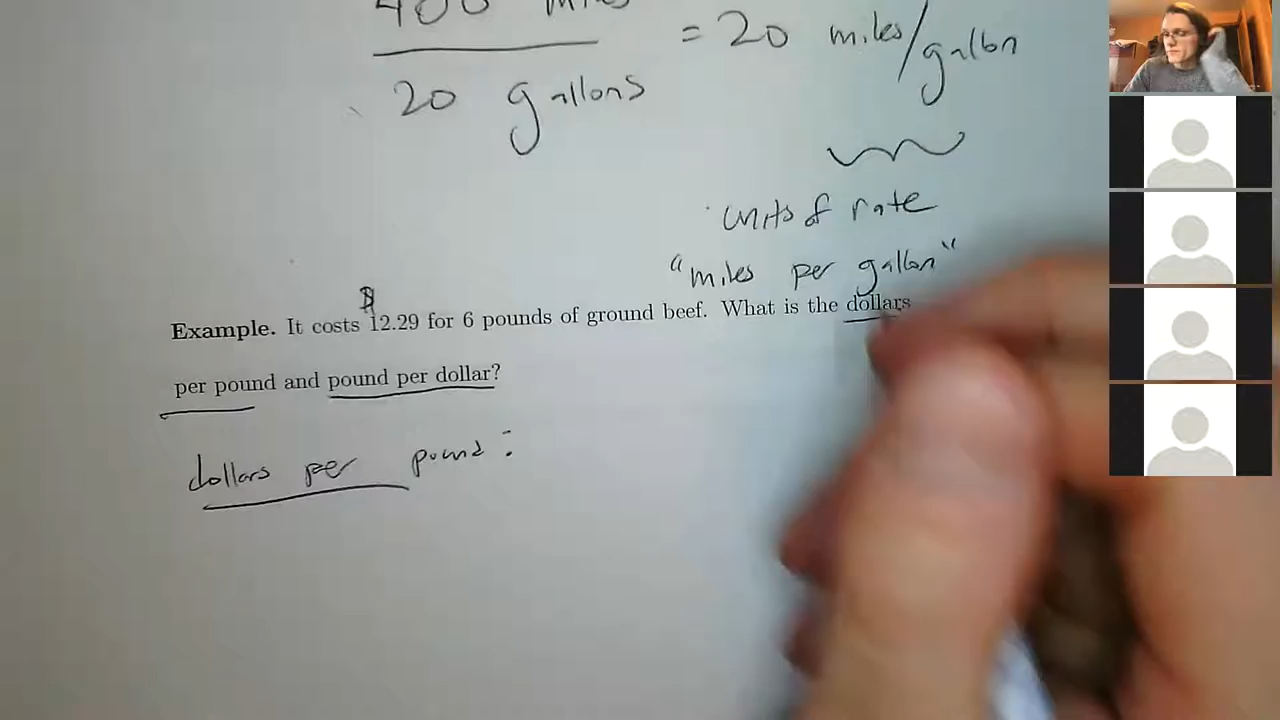 400 miles
= 20 miles/gallon
20 gallons
units of rate
"miles per gallon"
Example. It costs $12.29 for 6 pounds of ground beef. What is the dollars
per pound and pound per dollar?
dollars per pound: